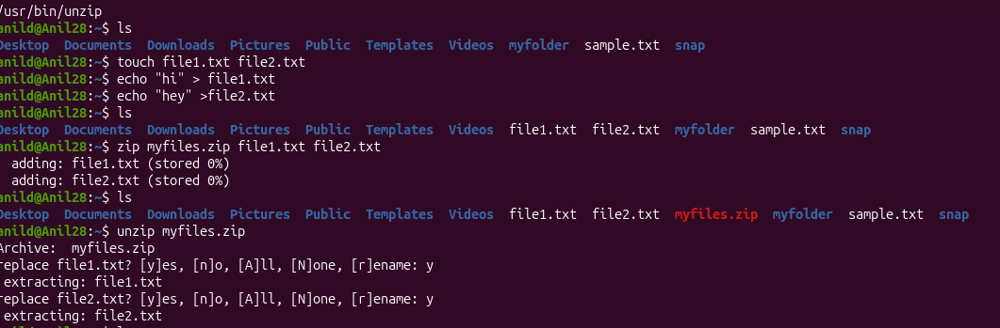 /usr/bin/unzip
anild@Anil28:~$ ls
Desktop  Documents  Downloads  Pictures  Public  Templates  Videos  myfolder  sample.txt  snap
anild@Anil28:~$ touch file1.txt file2.txt
anild@Anil28:~$ echo "hi" > file1.txt
anild@Anil28:~$ echo "hey" >file2.txt
anild@Anil28:~$ ls
Desktop  Documents  Downloads  Pictures  Public  Templates  Videos  file1.txt  file2.txt  myfolder  sample.txt  snap
anild@Anil28:~$ zip myfiles.zip file1.txt file2.txt
  adding: file1.txt (stored 0%)
  adding: file2.txt (stored 0%)
anild@Anil28:~$ ls
Desktop  Documents  Downloads  Pictures  Public  Templates  Videos  file1.txt  file2.txt  myfiles.zip  myfolder  sample.txt  snap
anild@Anil28:~$ unzip myfiles.zip
Archive:  myfiles.zip
replace file1.txt? [y]es, [n]o, [A]ll, [N]one, [r]ename: y
 extracting: file1.txt
replace file2.txt? [y]es, [n]o, [A]ll, [N]one, [r]ename: y
 extracting: file2.txt